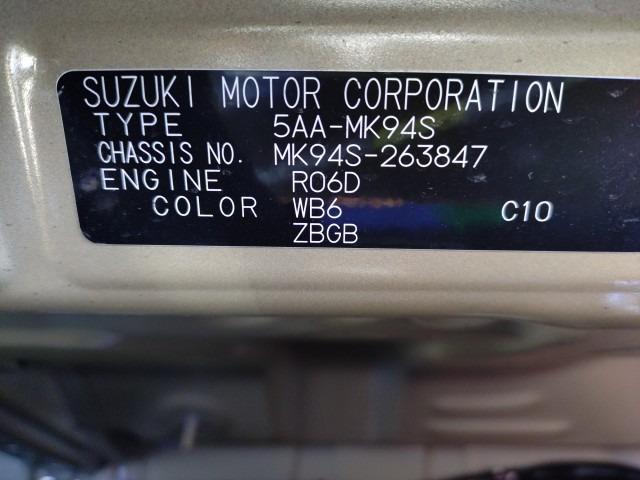 SUZUKI MOTOR CORPORATION
TYPE 5AA-MK94S
CHASSIS NO. MK94S-263847
ENGINE R06D
COLOR WB6 C10
ZBGB